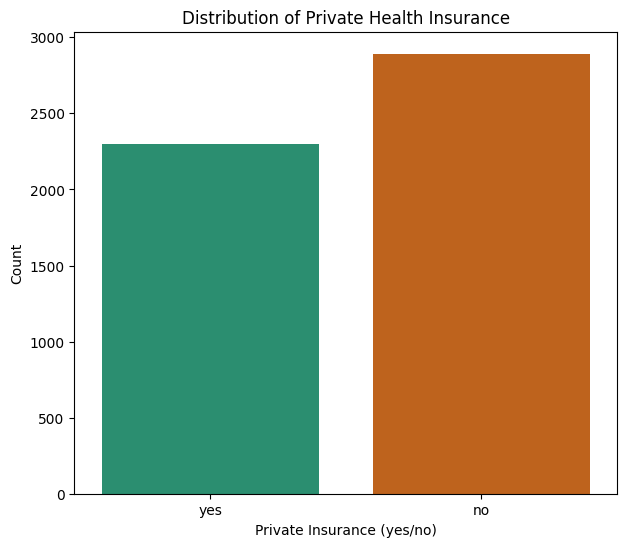 Distribution of Private Health Insurance
3000
2500
2000
1500
1000
500
0
Count
yes no
Private Insurance (yes/no)